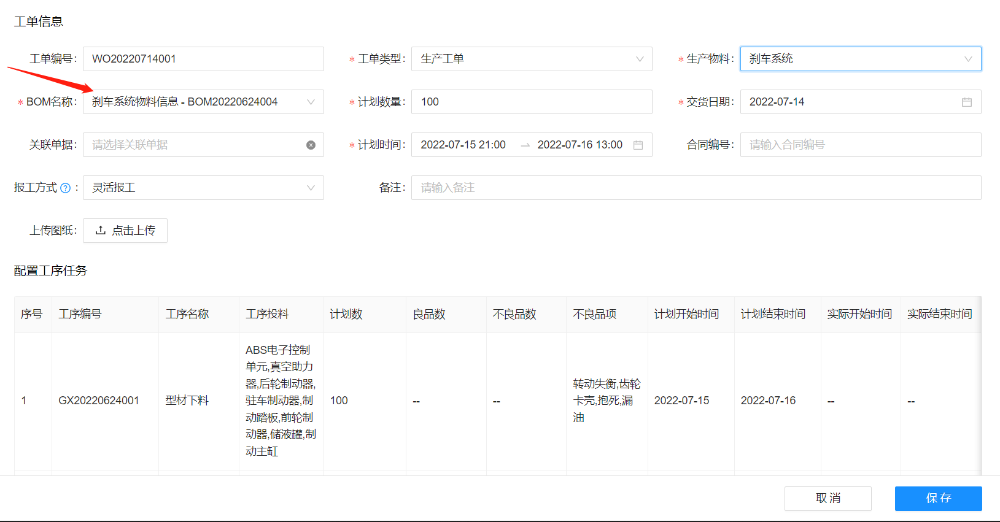 工单信息
工单编号: WO20220714001 * 工单类型: 生产工单 * 生产物料: 刹车系统
* BOM名称: 刹车系统物料信息 - BOM20220624004 * 计划数量: 100 * 交货日期: 2022-07-14
关联单据: 请选择关联单据 * 计划时间: 2022-07-15 21:00 → 2022-07-16 13:00 合同编号: 请输入合同编号
报工方式 ? : 灵活报工 备注: 请输入备注
上传图纸: 点击上传
配置工序任务
序号 工序编号 工序名称 工序投料 计划数 良品数 不良品数 不良品项 计划开始时间 计划结束时间 实际开始时间 实际结束时间
1 GX20220624001 型材下料
ABS电子控制
单元,真空助力
器,后轮制动器,
驻车制动器,制
动踏板,前轮制
动器,储液罐,制
动主缸
100 -- --
转动失衡,齿轮
卡壳,抱死,漏
油
2022-07-15 2022-07-16 -- --
取 消 保 存